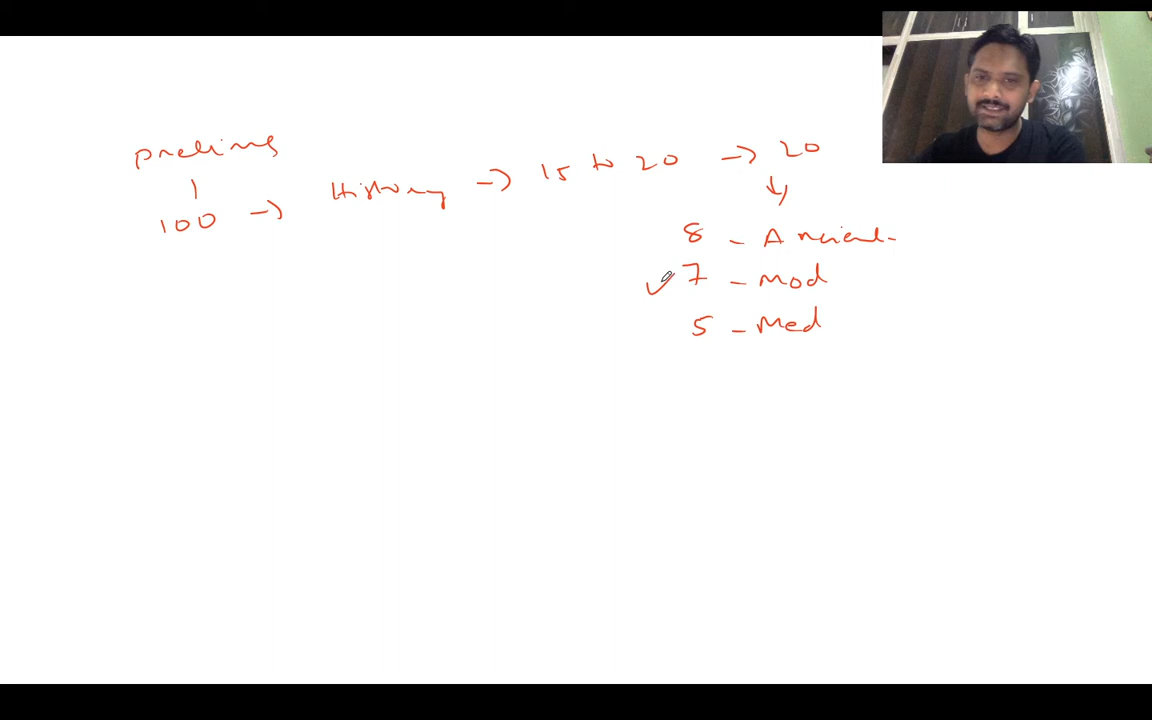 prelims
|
100 -> History -> 15 to 20 -> 20
↓
8 - Ancient
✓ 7 - Mod
5 - Med